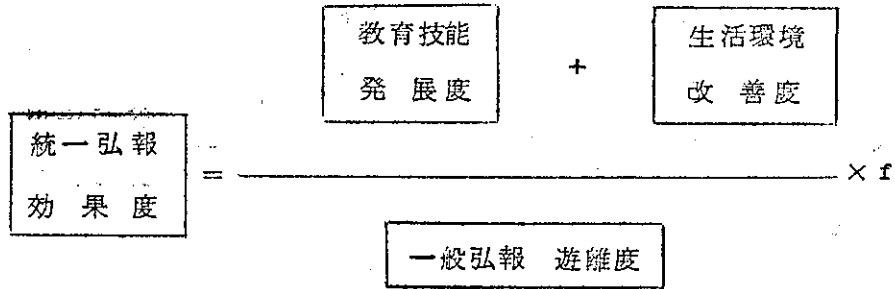 教育技能
発展度
+
生活環境
改善度
統一弘報
効果度
=
× f
一般弘報 遊離度